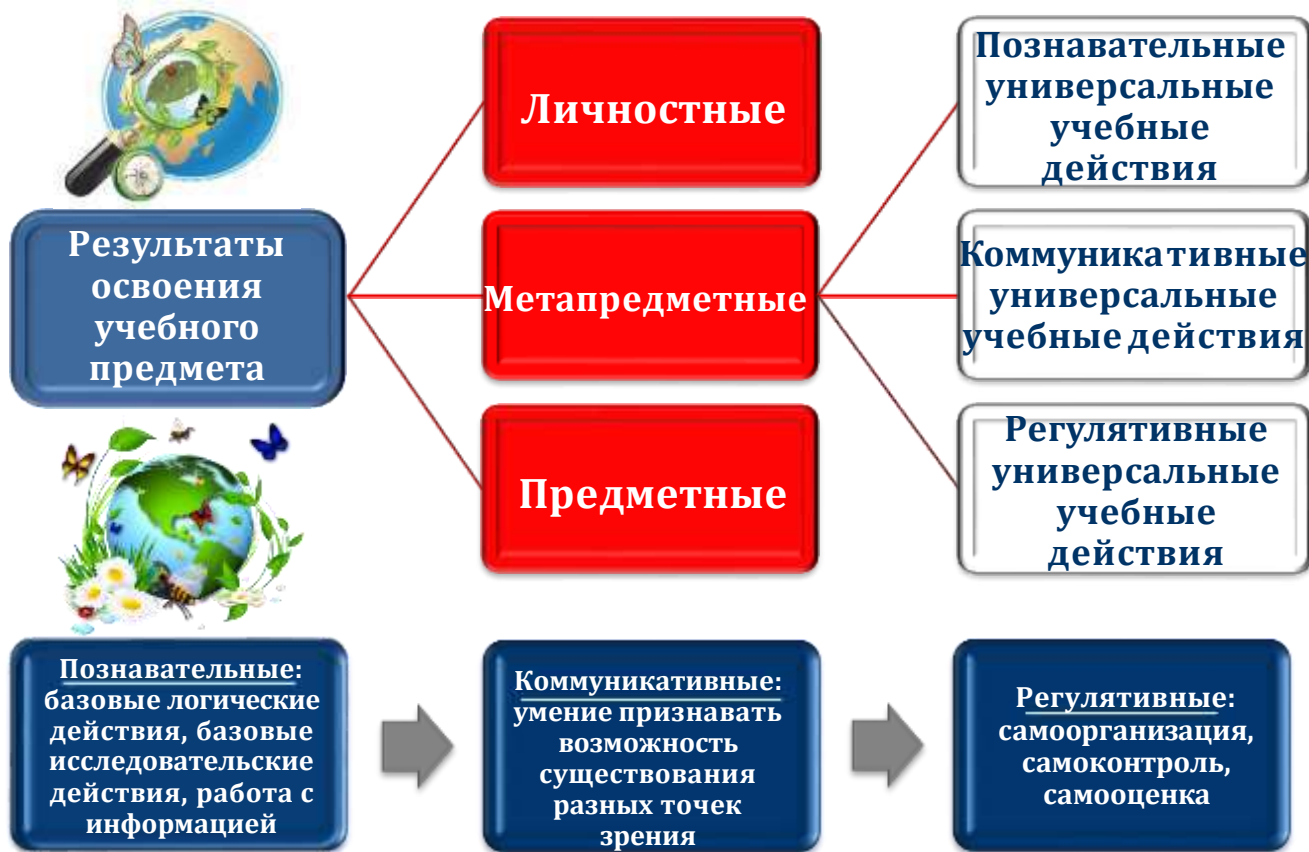 Результаты
освоения
учебного
предмета
Личностные
Метапредметные
Предметные
Познавательные
универсальные
учебные
действия
Коммуникативные
универсальные
учебные действия
Регулятивные
универсальные
учебные
действия
Познавательные:
базовые логические
действия, базовые
исследовательские
действия, работа с
информацией
Коммуникативные:
умение признавать
возможность
существования
разных точек
зрения
Регулятивные:
самоорганизация,
самоконтроль,
самооценка